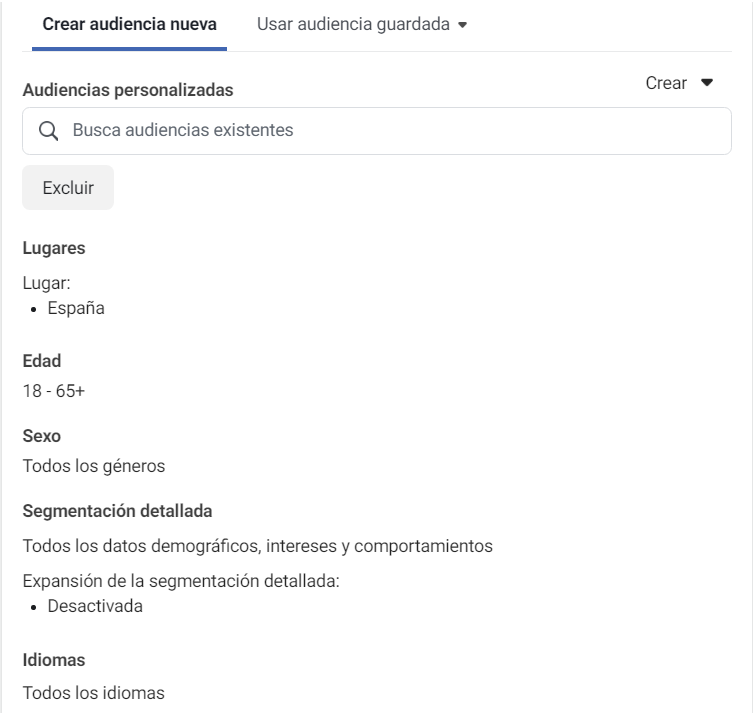 Crear audiencia nueva
Usar audiencia guardada
Audiencias personalizadas
Crear
Busca audiencias existentes
Excluir
Lugares
Lugar:
• España
Edad
18 - 65+
Sexo
Todos los géneros
Segmentación detallada
Todos los datos demográficos, intereses y comportamientos
Expansión de la segmentación detallada:
• Desactivada
Idiomas
Todos los idiomas